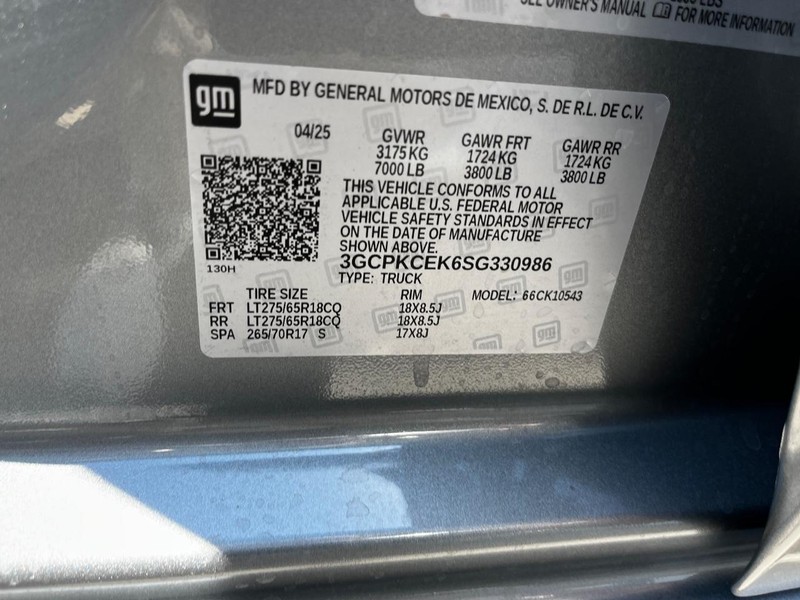 SEE OWNER'S MANUAL FOR MORE INFORMATION
gm
MFD BY GENERAL MOTORS DE MEXICO, S. DE R.L. DE C.V.
04/25 GVWR GAWR FRT GAWR RR
3175 KG 1724 KG 1724 KG
7000 LB 3800 LB 3800 LB
THIS VEHICLE CONFORMS TO ALL
APPLICABLE U.S. FEDERAL MOTOR
VEHICLE SAFETY STANDARDS IN EFFECT
ON THE DATE OF MANUFACTURE
SHOWN ABOVE.
3GCPKCEK6SG330986
130H
TYPE: TRUCK
TIRE SIZE RIM MODEL: 66CK10543
FRT LT275/65R18CQ 18X8.5J
RR LT275/65R18CQ 18X8.5J
SPA 265/70R17 S 17X8J